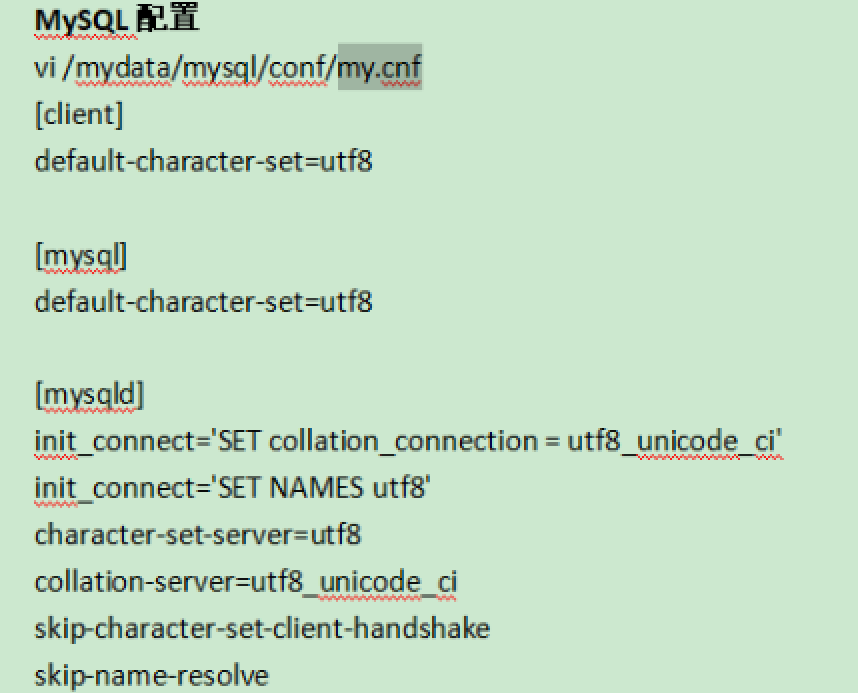 MySQL 配置
vi /mydata/mysql/conf/my.cnf
[client]
default-character-set=utf8
[mysql]
default-character-set=utf8
[mysqld]
init_connect='SET collation_connection = utf8_unicode_ci'
init_connect='SET NAMES utf8'
character-set-server=utf8
collation-server=utf8_unicode_ci
skip-character-set-client-handshake
skip-name-resolve